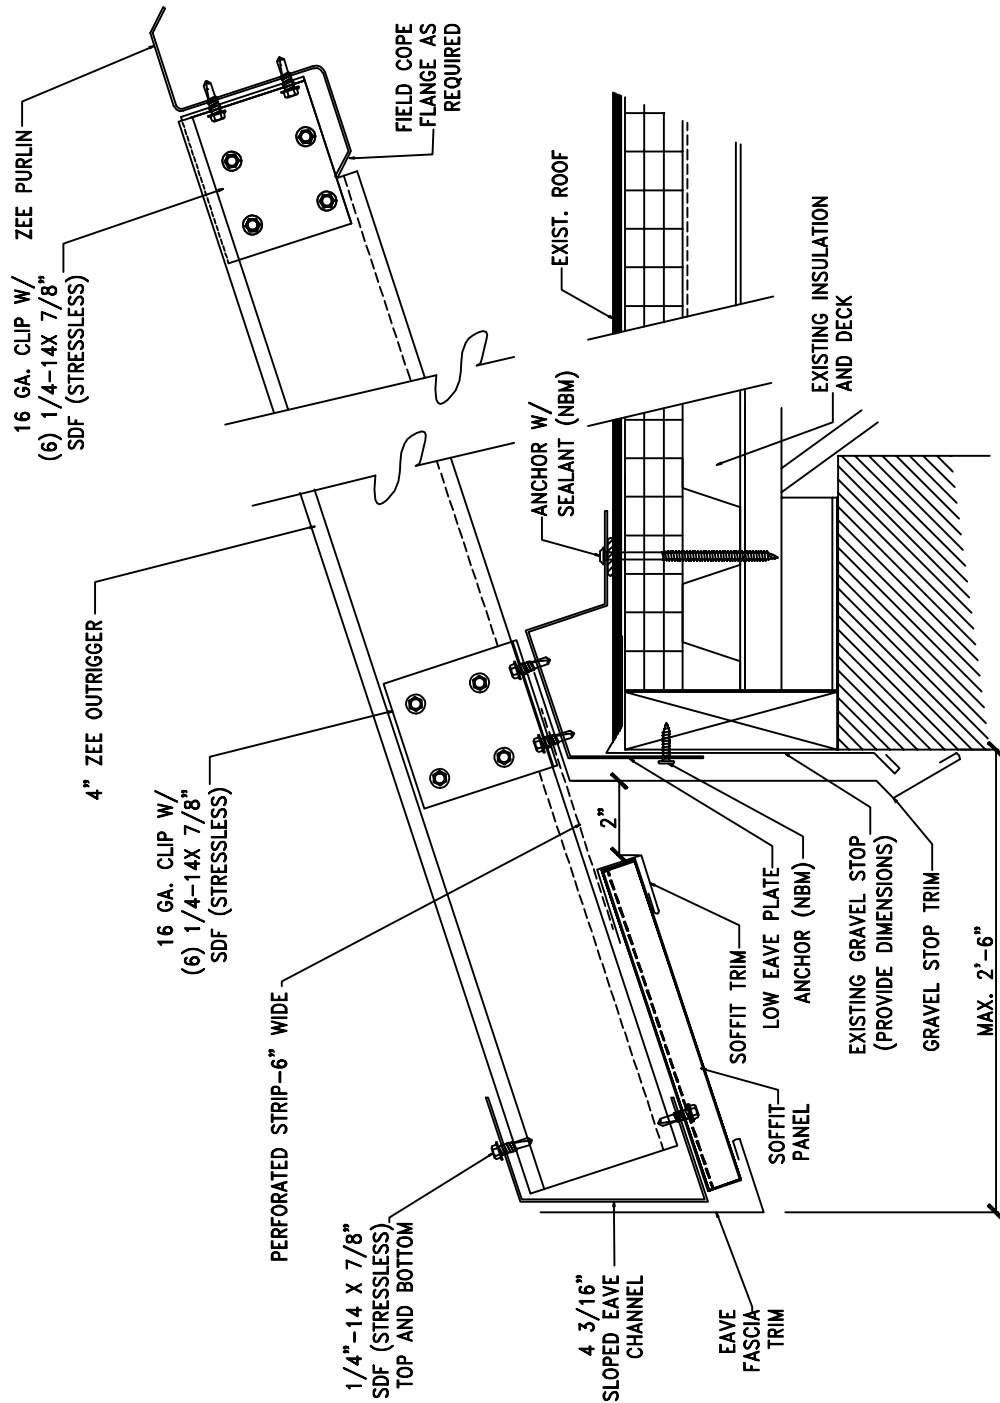 1/4"-14 X 7/8"
SDF (STRESSLESS)
TOP AND BOTTOM
PERFORATED STRIP-6" WIDE
16 GA. CLIP W/
(6) 1/4-14X 7/8"
SDF (STRESSLESS)
4" ZEE OUTRIGGER
16 GA. CLIP W/
(6) 1/4-14X 7/8"
SDF (STRESSLESS)
ZEE PURLIN
FIELD COPE
FLANGE AS
REQUIRED
EXIST. ROOF
ANCHOR W/
SEALANT (NBM)
EXISTING INSULATION
AND DECK
4 3/16"
SLOPED EAVE
CHANNEL
EAVE
FASCIA
TRIM
SOFFIT
PANEL
2"
SOFFIT TRIM
LOW EAVE PLATE
ANCHOR (NBM)
EXISTING GRAVEL STOP
(PROVIDE DIMENSIONS)
GRAVEL STOP TRIM
MAX. 2'-6"